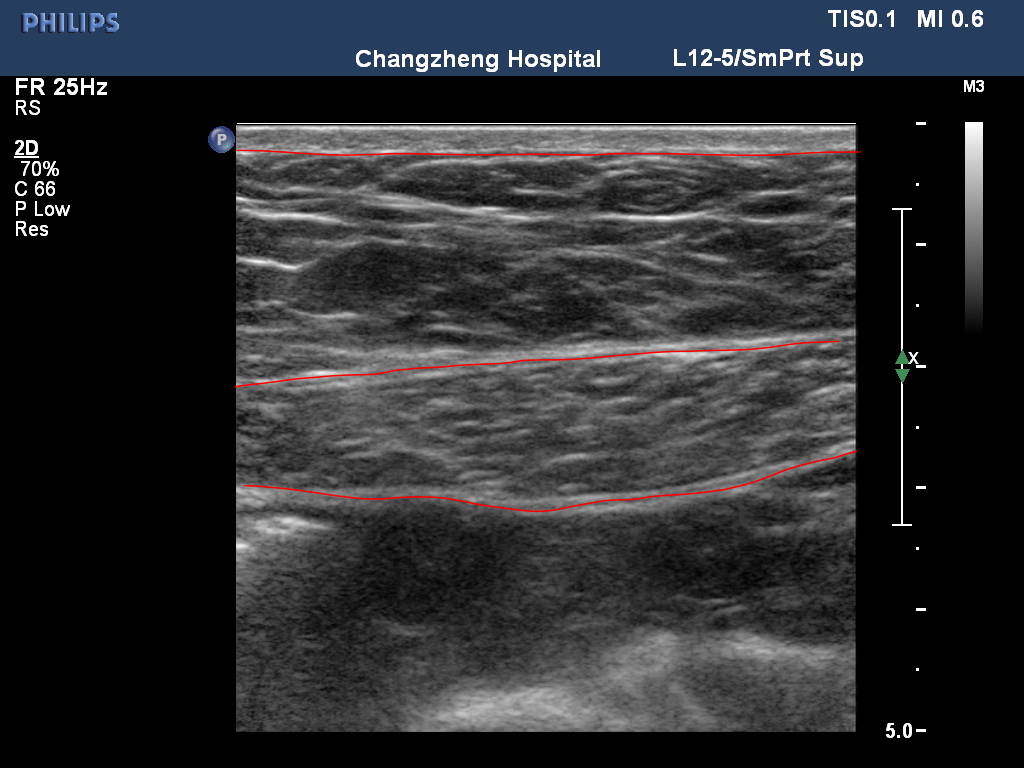 PHILIPS
TIS0.1 MI 0.6
Changzheng Hospital L12-5/SmPrt Sup
FR 25Hz
RS
M3
P
2D
70%
C 66
P Low
Res
X
5.0